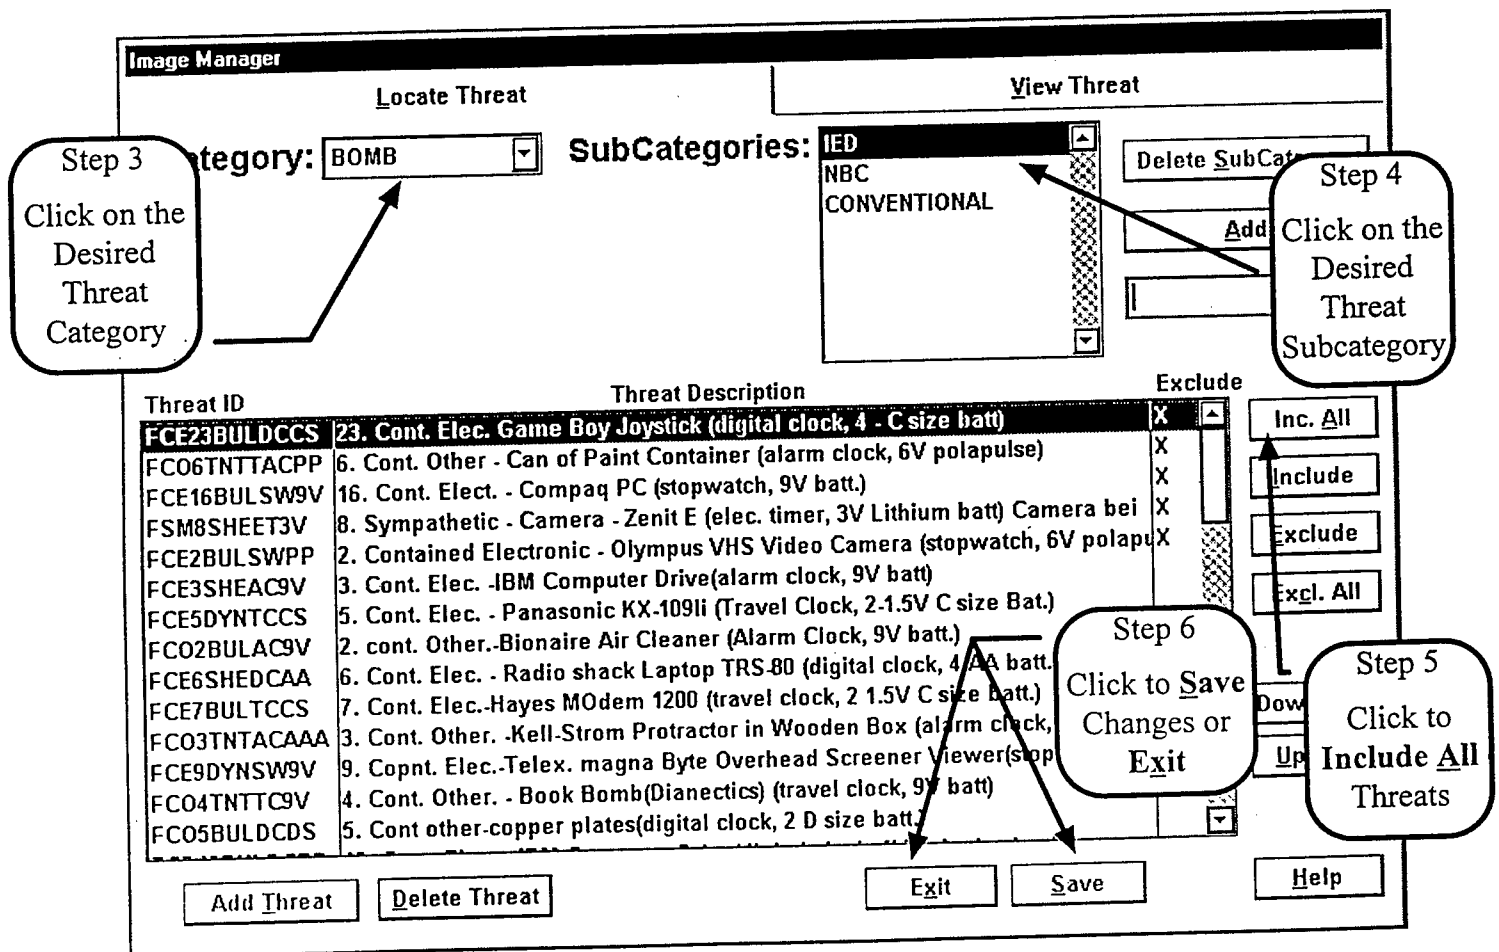 Image Manager
Locate Threat
View Threat
Step 3
Click on the
Desired
Threat
Category
ategory: BOMB
SubCategories:
IED
NBC
CONVENTIONAL
Delete SubCat
Add
Step 4
Click on the
Desired
Threat
Subcategory
Threat ID Threat Description Exclude
FCE23BULDCCS 23. Cont. Elec. Game Boy Joystick (digital clock, 4 - C size batt) X
FCO6TNTTACPP 6. Cont. Other - Can of Paint Container (alarm clock, 6V polapulse) X
FCE16BULSW9V 16. Cont. Elect. - Compaq PC (stopwatch, 9V batt.) X
FSM8SHEET3V 8. Sympathetic - Camera - Zenit E (elec. timer, 3V Lithium batt) Camera bei X
FCE2BULSWPP 2. Contained Electronic - Olympus VHS Video Camera (stopwatch, 6V polapu X
FCE3SHEAC9V 3. Cont. Elec. -IBM Computer Drive(alarm clock, 9V batt)
FCE5DYNTCCS 5. Cont. Elec. - Panasonic KX-109li (Travel Clock, 2-1.5V C size Bat.)
FCO2BULAC9V 2. cont. Other.-Bionaire Air Cleaner (Alarm Clock, 9V batt.)
FCE6SHEDCAA 6. Cont. Elec. - Radio shack Laptop TRS-80 (digital clock, 4 AA batt.
FCE7BULTCCS 7. Cont. Elec.-Hayes MOdem 1200 (travel clock, 2 1.5V C size batt.)
FCO3TNTACAAA 3. Cont. Other. -Kell-Strom Protractor in Wooden Box (alarm clock,
FCE9DYNSW9V 9. Copnt. Elec.-Telex. magna Byte Overhead Screener Viewer(stop
FCO4TNTTC9V 4. Cont. Other. - Book Bomb(Dianectics) (travel clock, 9V batt)
FCO5BULDCDS 5. Cont other-copper plates(digital clock, 2 D size batt.)
Inc. All
Include
Exclude
Excl. All
Dow
Up
Step 6
Click to Save
Changes or
Exit
Step 5
Click to
Include All
Threats
Add Threat
Delete Threat
Exit
Save
Help